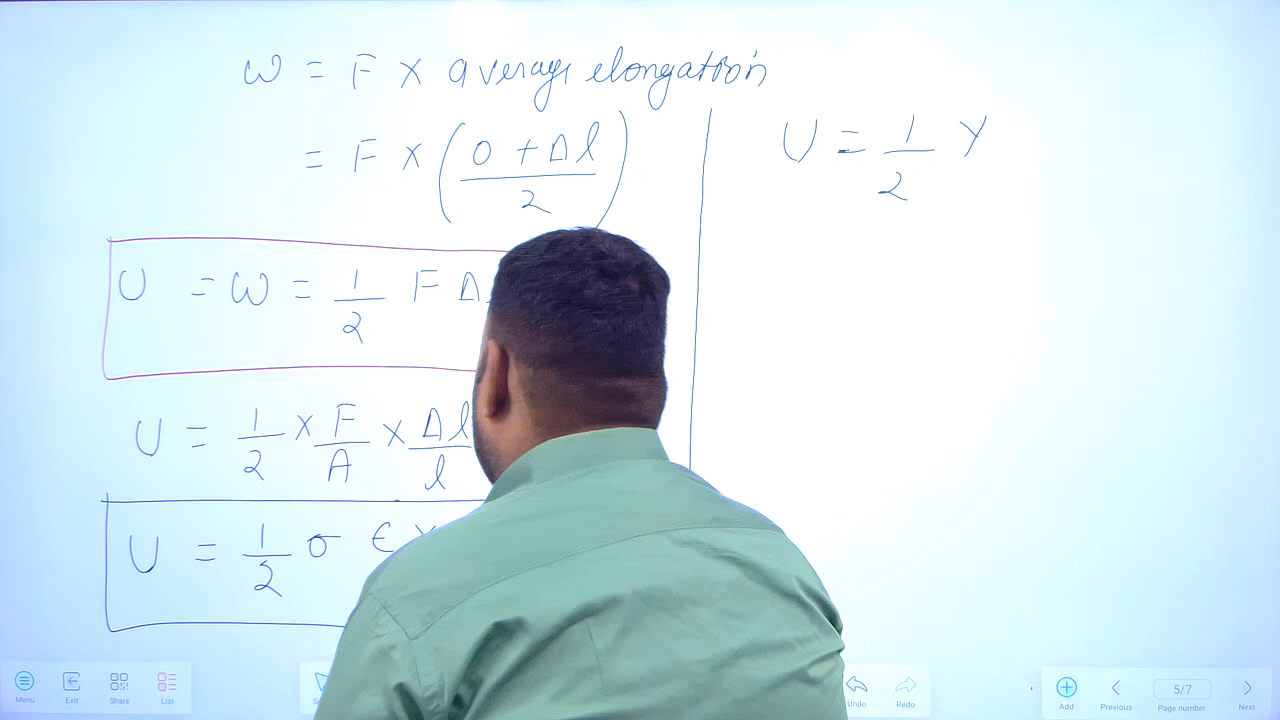 W = F × average elongation
= F × (0 + Δl / 2)
U = W = 1/2 F Δ
U = 1/2 × F/A × Δl/l
U = 1/2 σ ϵ ×
U = 1/2 Y
Menu Exit Share List Undo Redo Add Previous 5/7 Page number Next